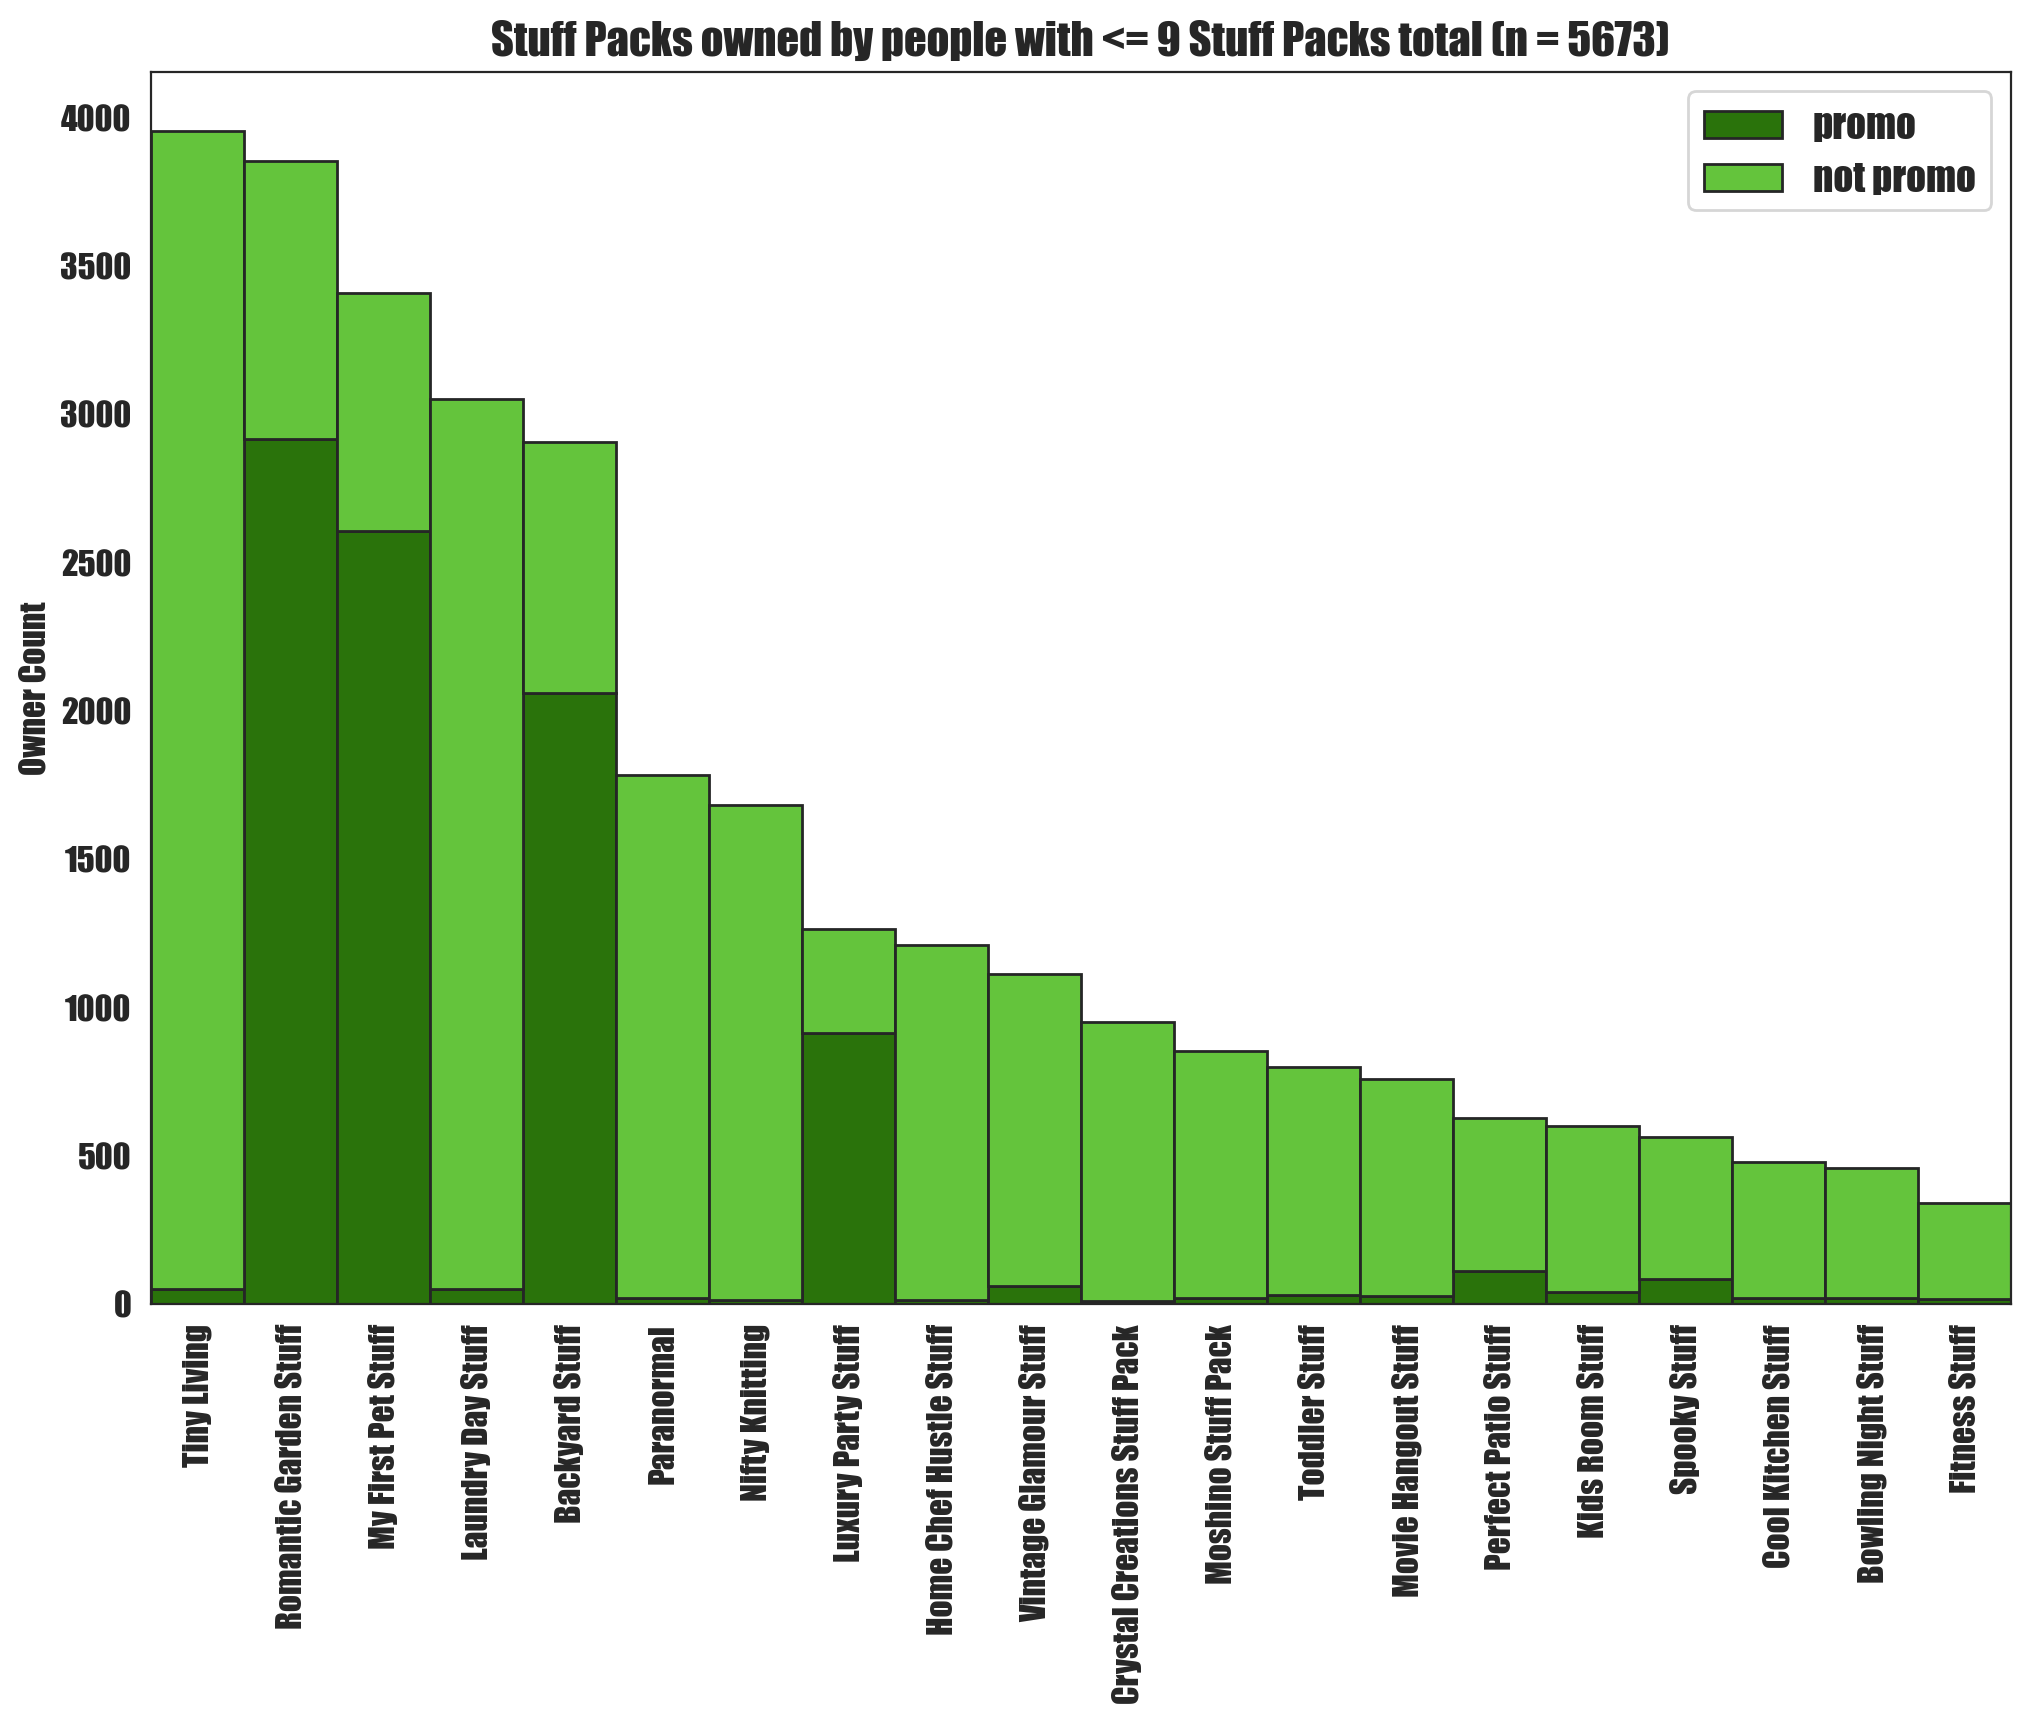 Stuff Packs owned by people with <= 9 Stuff Packs total (n = 5673)
promo
not promo
Owner Count
4000
3500
3000
2500
2000
1500
1000
500
0
Tiny Living
Romantic Garden Stuff
My First Pet Stuff
Laundry Day Stuff
Backyard Stuff
Paranormal
Nifty Knitting
Luxury Party Stuff
Home Chef Hustle Stuff
Vintage Glamour Stuff
Crystal Creations Stuff Pack
Moshino Stuff Pack
Toddler Stuff
Movie Hangout Stuff
Perfect Patio Stuff
Kids Room Stuff
Spooky Stuff
Cool Kitchen Stuff
Bowling Night Stuff
Fitness Stuff